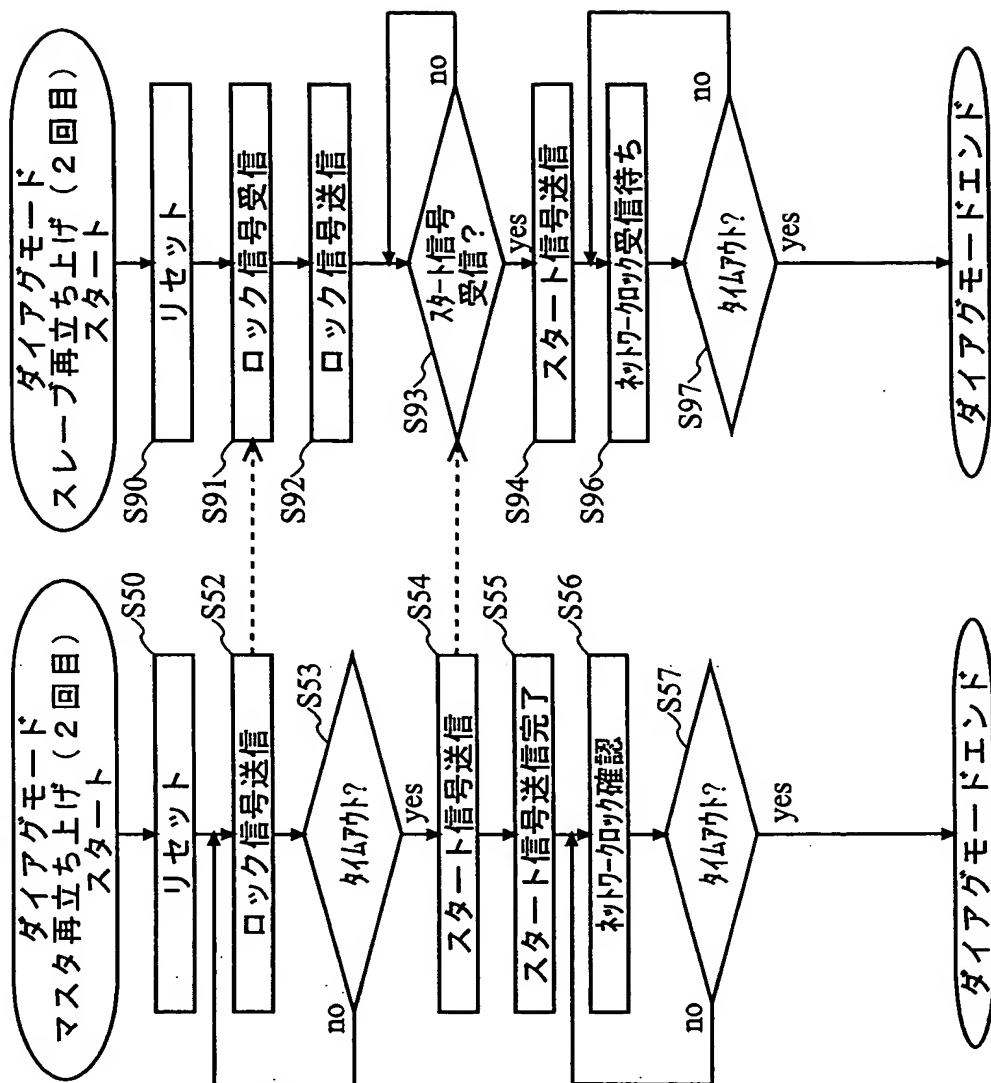 ダイアグモード
マスタ再立ち上げ(2回目)
スタート
S50
リセット
S52
ロック信号送信
S53
タイムアウト?
no
yes
S54
スタート信号送信
S55
スタート信号送信完了
S56
ネットワークロック確認
S57
タイムアウト?
no
yes
ダイアグモードエンド
ダイアグモード
スレーブ再立ち上げ(2回目)
スタート
S90
リセット
S91
ロック信号受信
S92
ロック信号送信
S93
スタート信号
受信?
no
yes
S94
スタート信号送信
S96
ネットワークロック受信待ち
S97
タイムアウト?
no
yes
ダイアグモードエンド